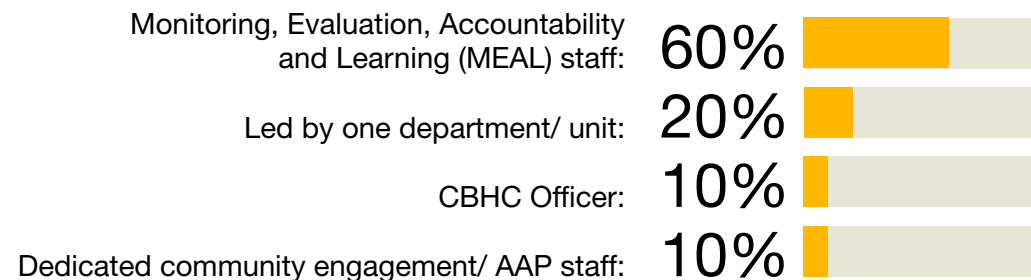 Monitoring, Evaluation, Accountability
and Learning (MEAL) staff: 60%
Led by one department/ unit: 20%
CBHC Officer: 10%
Dedicated community engagement/ AAP staff: 10%